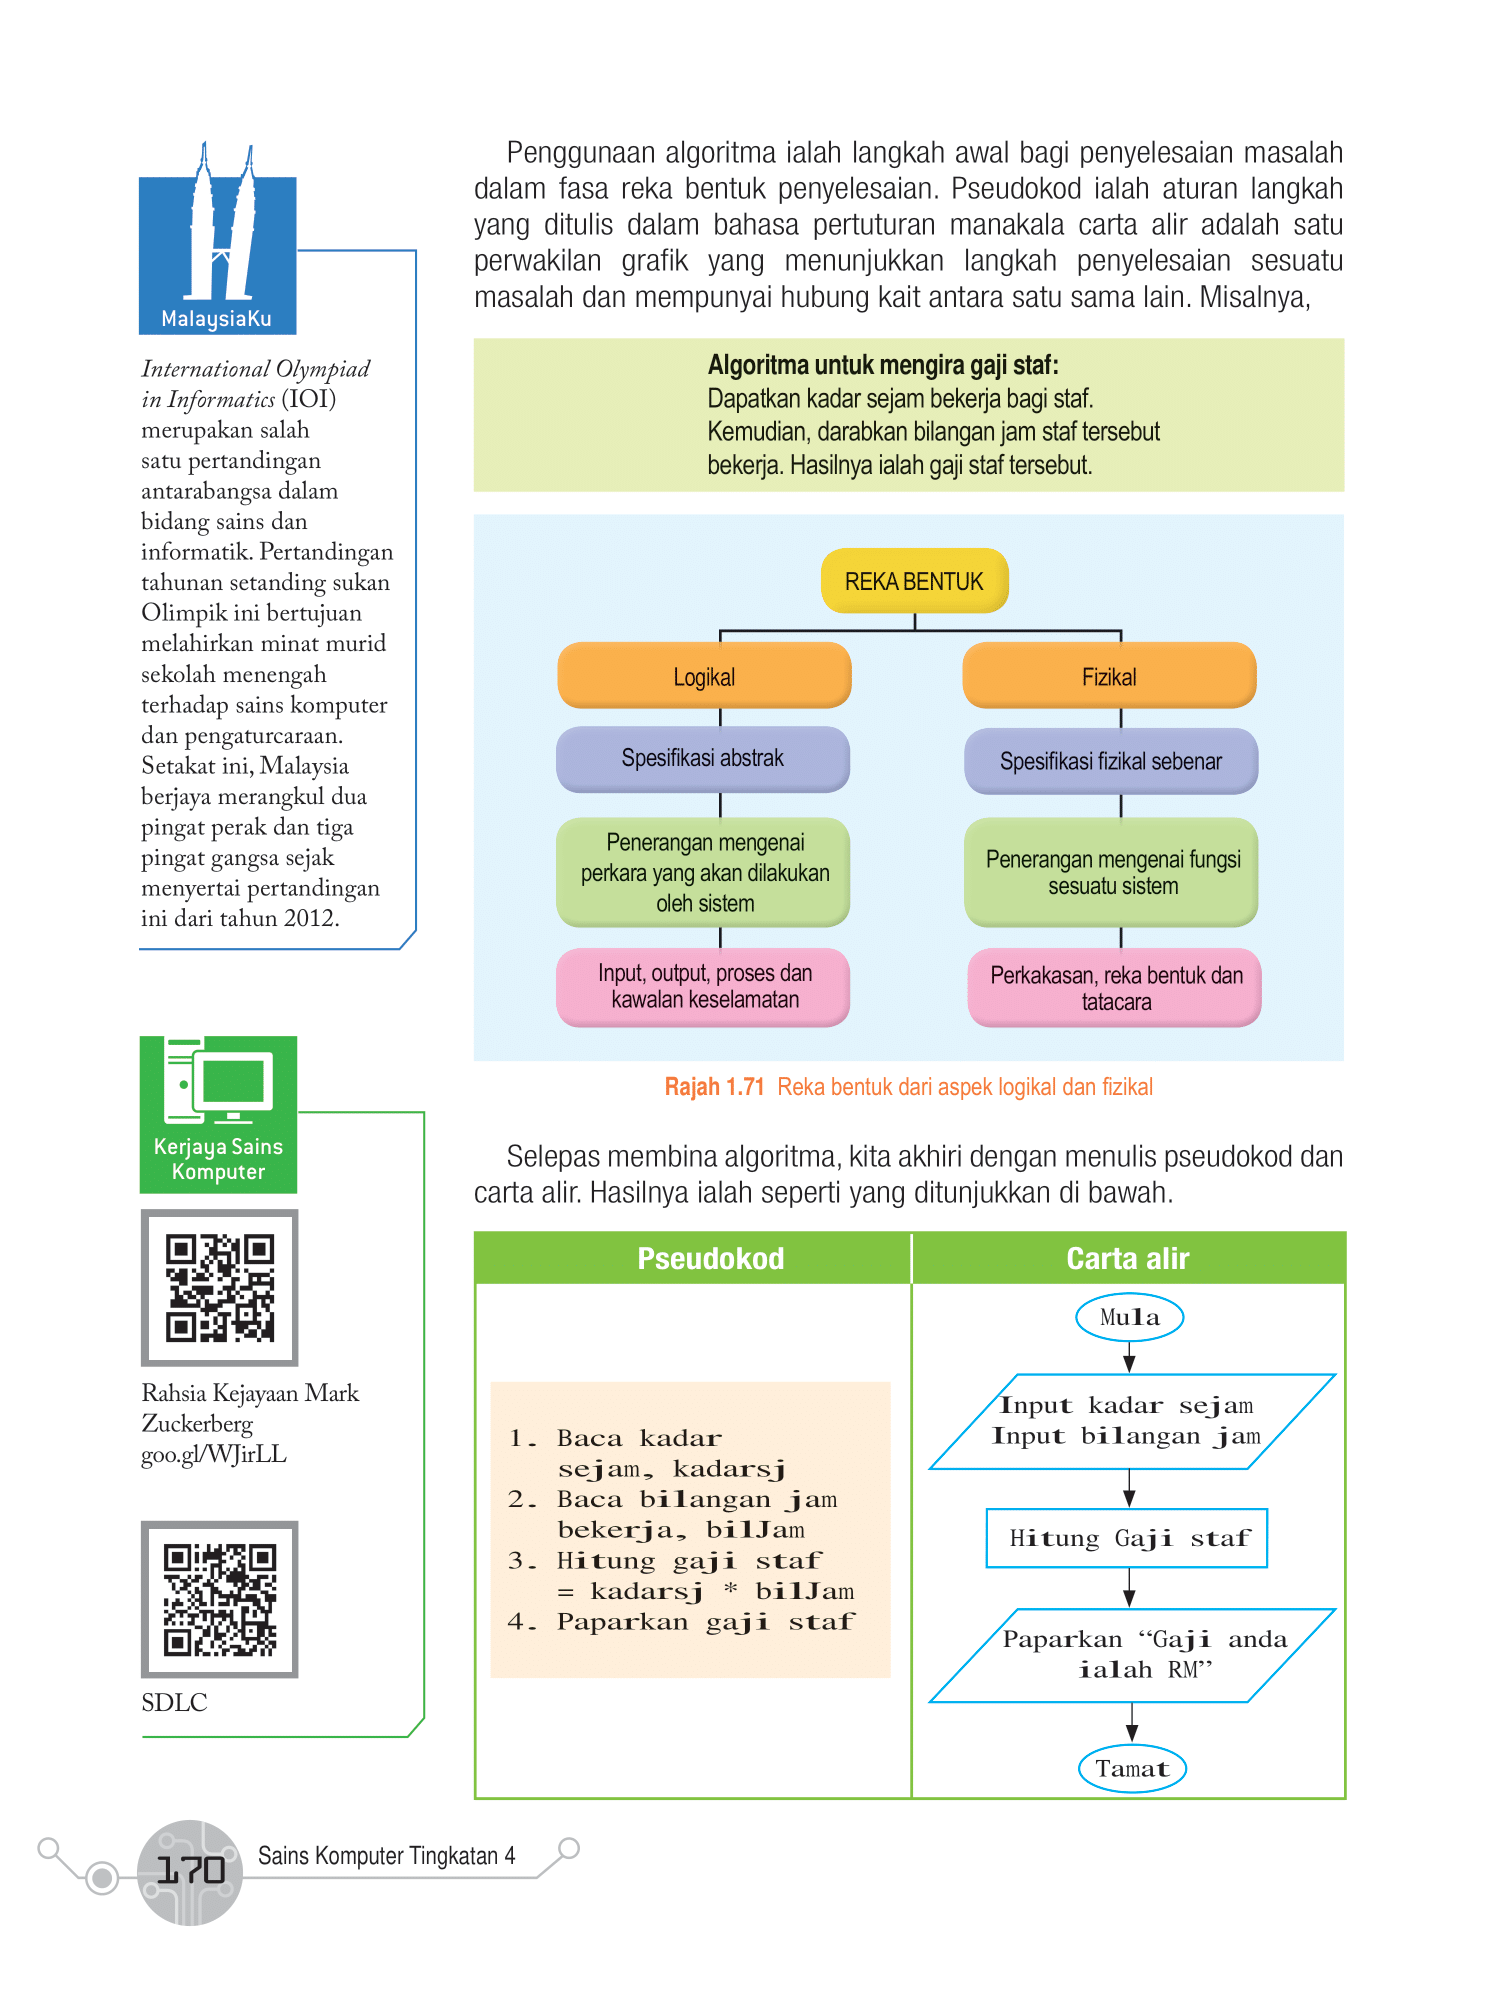 Penggunaan algoritma ialah langkah awal bagi penyelesaian masalah
dalam fasa reka bentuk penyelesaian. Pseudokod ialah aturan langkah
yang ditulis dalam bahasa pertuturan manakala carta alir adalah satu
perwakilan grafik yang menunjukkan langkah penyelesaian sesuatu
masalah dan mempunyai hubung kait antara satu sama lain. Misalnya,
MalaysiaKu
International Olympiad
in Informatics (IOI)
merupakan salah
satu pertandingan
antarabangsa dalam
bidang sains dan
informatik. Pertandingan
tahunan setanding sukan
Olimpik ini bertujuan
melahirkan minat murid
sekolah menengah
terhadap sains komputer
dan pengaturcaraan.
Setakat ini, Malaysia
berjaya merangkul dua
pingat perak dan tiga
pingat gangsa sejak
menyertai pertandingan
ini dari tahun 2012.
Algoritma untuk mengira gaji staf:
Dapatkan kadar sejam bekerja bagi staf.
Kemudian, darabkan bilangan jam staf tersebut
bekerja. Hasilnya ialah gaji staf tersebut.
REKA BENTUK
Logikal
Spesifikasi abstrak
Penerangan mengenai
perkara yang akan dilakukan
oleh sistem
Input, output, proses dan
kawalan keselamatan
Fizikal
Spesifikasi fizikal sebenar
Penerangan mengenai fungsi
sesuatu sistem
Perkakasan, reka bentuk dan
tatacara
Rajah 1.71 Reka bentuk dari aspek logikal dan fizikal
Kerjaya Sains
Komputer
Rahsia Kejayaan Mark
Zuckerberg
goo.gl/WJirLL
SDLC
Selepas membina algoritma, kita akhiri dengan menulis pseudokod dan
carta alir. Hasilnya ialah seperti yang ditunjukkan di bawah.
Pseudokod
1. Baca kadar
sejam, kadarsj
2. Baca bilangan jam
bekerja, bilJam
3. Hitung gaji staf
= kadarsj * bilJam
4. Paparkan gaji staf
Carta alir
Mula
Input kadar sejam
Input bilangan jam
Hitung Gaji staf
Paparkan “Gaji anda
ialah RM”
Tamat
170
Sains Komputer Tingkatan 4